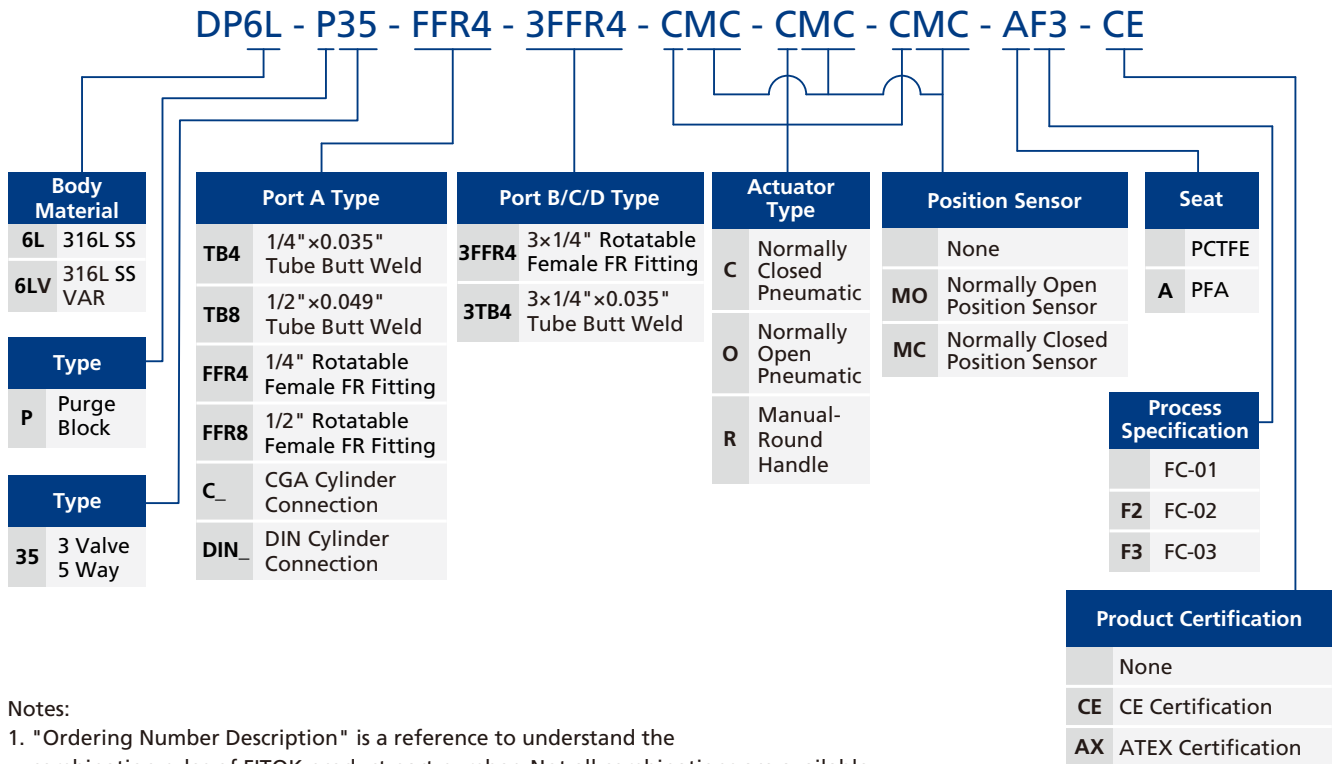 DP6L - P35 - FFR4 - 3FFR4 - CMC - CMC - CMC - AF3 - CE
Body
Material
6L 316L SS
6LV 316L SS
VAR
Type
P Purge
Block
Type
35 3 Valve
5 Way
Port A Type
TB4 1/4"×0.035"
Tube Butt Weld
TB8 1/2"×0.049"
Tube Butt Weld
FFR4 1/4" Rotatable
Female FR Fitting
FFR8 1/2" Rotatable
Female FR Fitting
C_ CGA Cylinder
Connection
DIN_ DIN Cylinder
Connection
Port B/C/D Type
3FFR4 3×1/4" Rotatable
Female FR Fitting
3TB4 3×1/4"×0.035"
Tube Butt Weld
Actuator
Type
C Normally
Closed
Pneumatic
O Normally
Open
Pneumatic
R Manual-
Round
Handle
Position Sensor
None
MO Normally Open
Position Sensor
MC Normally Closed
Position Sensor
Seat
PCTFE
A PFA
Process
Specification
FC-01
F2 FC-02
F3 FC-03
Product Certification
None
CE CE Certification
AX ATEX Certification
Notes:
1. "Ordering Number Description" is a reference to understand the